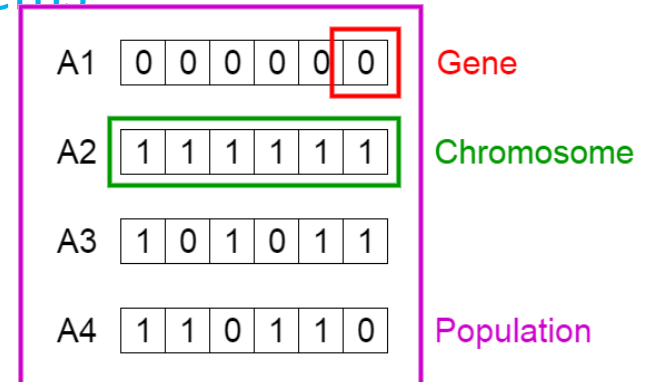 A1 0 0 0 0 0 0 Gene
A2 1 1 1 1 1 1 Chromosome
A3 1 0 1 0 1 1
A4 1 1 0 1 1 0 Population